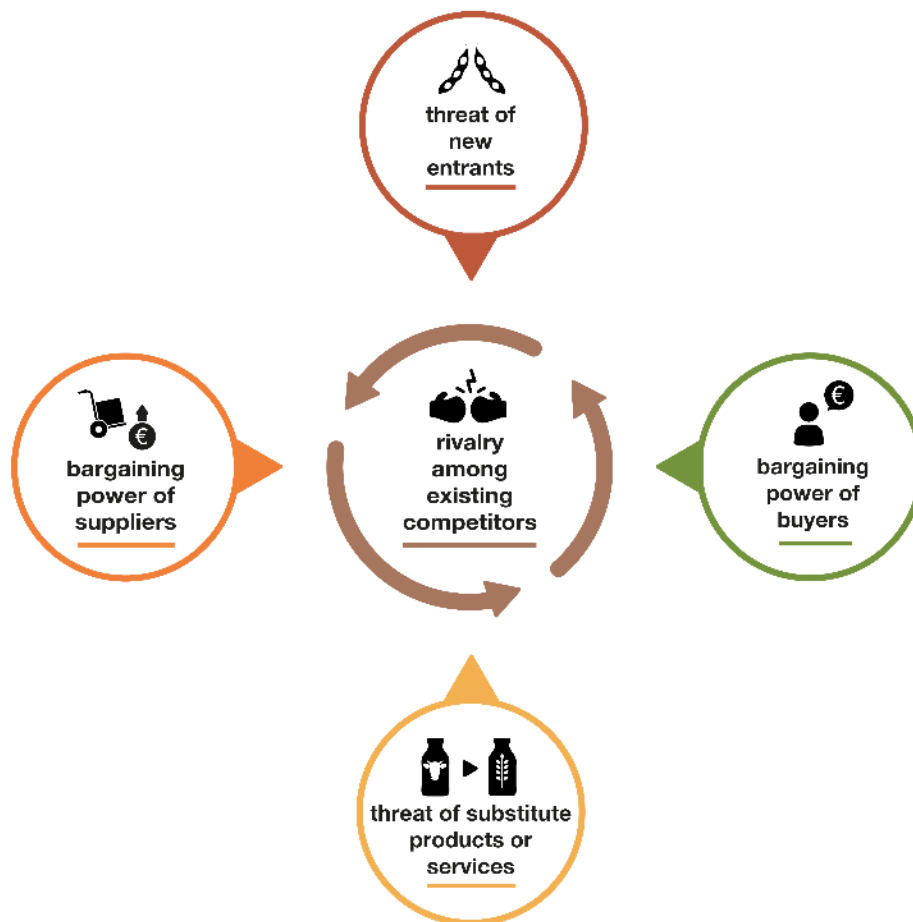 threat of
new
entrants
€
bargaining
power of
suppliers
rivalry
among
existing
competitors
€
bargaining
power of
buyers
threat of substitute
products or
services